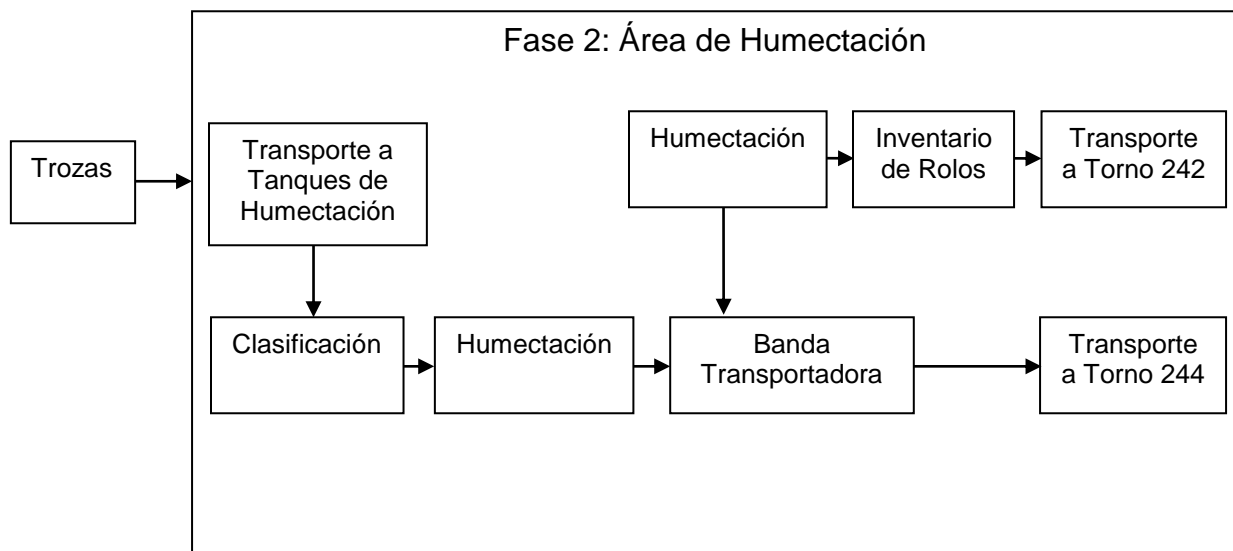 Fase 2: Área de Humectación
Trozas
Transporte a
Tanques de
Humectación
Humectación
Inventario
de Rolos
Transporte
a Torno 242
Clasificación
Humectación
Banda
Transportadora
Transporte
a Torno 244